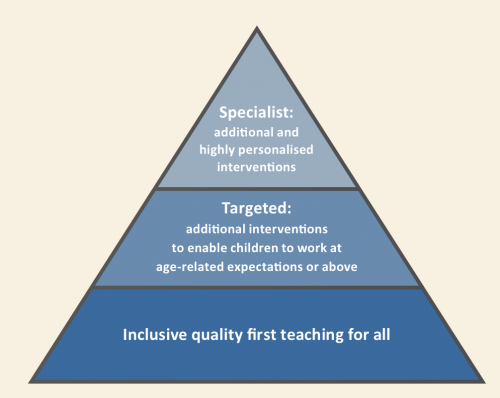 Specialist:
additional and
highly personalised
interventions
Targeted:
additional interventions
to enable children to work at
age-related expectations or above
Inclusive quality first teaching for all